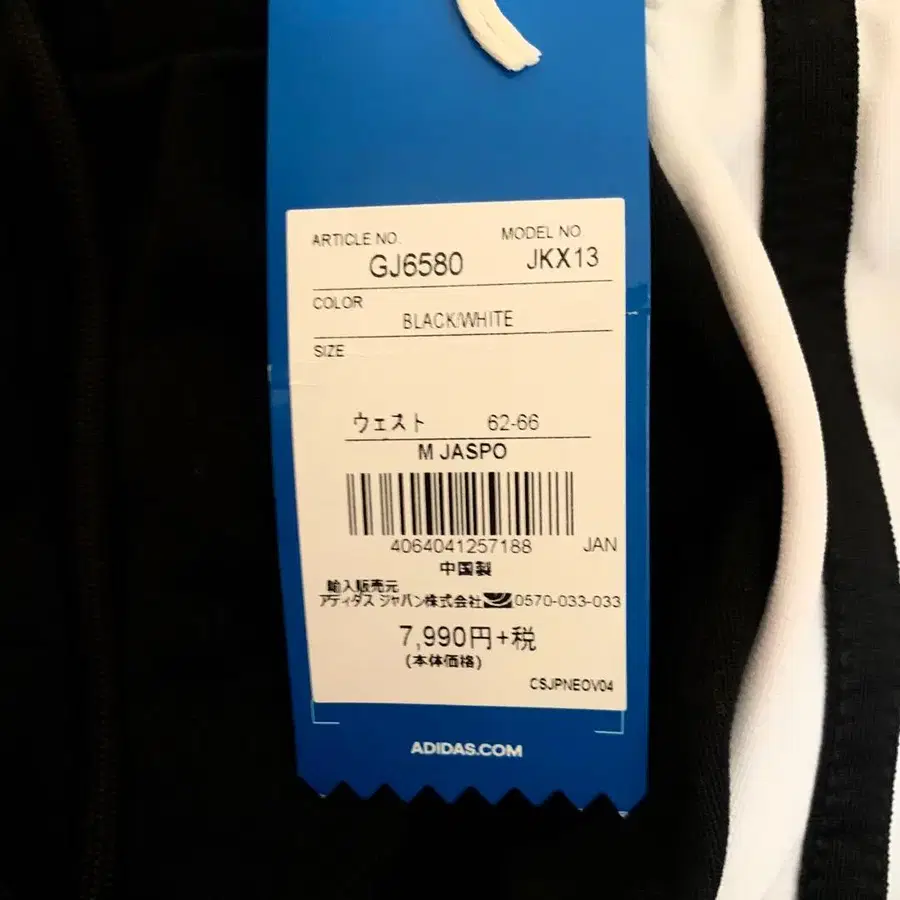 ARTICLE NO. MODEL NO
GJ6580 JKX13
COLOR
BLACK/WHITE
SIZE
ウェスト 62-66
M JASPO
4064041257188 JAN
中国製
輸入販売元
アディダス ジャパン株式会社 0570-033-033
7,990円+税
(本体価格)
CSJPNEOV04
ADIDAS.COM